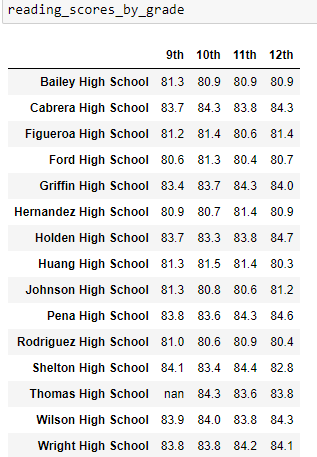 reading_scores_by_grade
9th 10th 11th 12th
Bailey High School 81.3 80.9 80.9 80.9
Cabrera High School 83.7 84.3 83.8 84.3
Figueroa High School 81.2 81.4 80.6 81.4
Ford High School 80.6 81.3 80.4 80.7
Griffin High School 83.4 83.7 84.3 84.0
Hernandez High School 80.9 80.7 81.4 80.9
Holden High School 83.7 83.3 83.8 84.7
Huang High School 81.3 81.5 81.4 80.3
Johnson High School 81.3 80.8 80.6 81.2
Pena High School 83.8 83.6 84.3 84.6
Rodriguez High School 81.0 80.6 80.9 80.4
Shelton High School 84.1 83.4 84.4 82.8
Thomas High School nan 84.3 83.6 83.8
Wilson High School 83.9 84.0 83.8 84.3
Wright High School 83.8 83.8 84.2 84.1